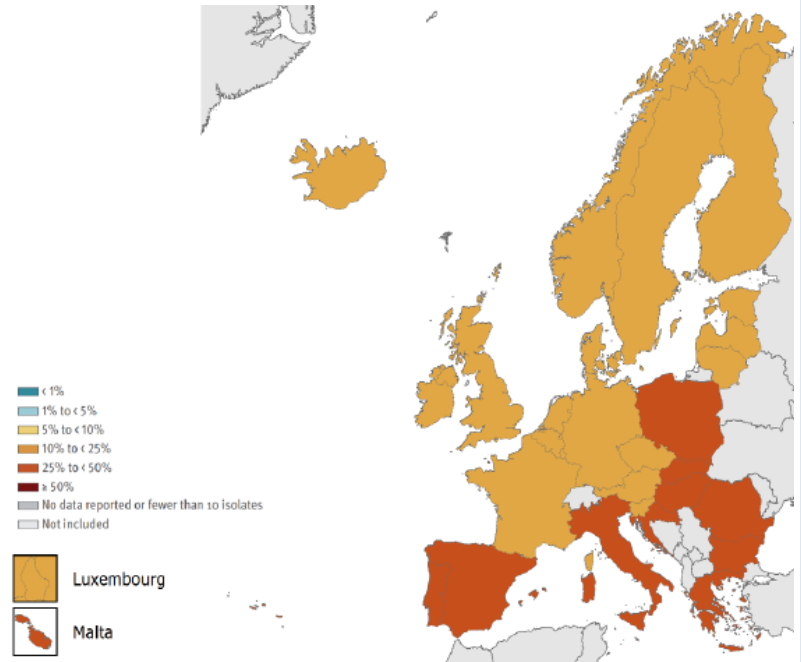 < 1%
1% to < 5%
5% to < 10%
10% to < 25%
25% to < 50%
≥ 50%
No data reported or fewer than 10 isolates
Not included
Luxembourg
Malta